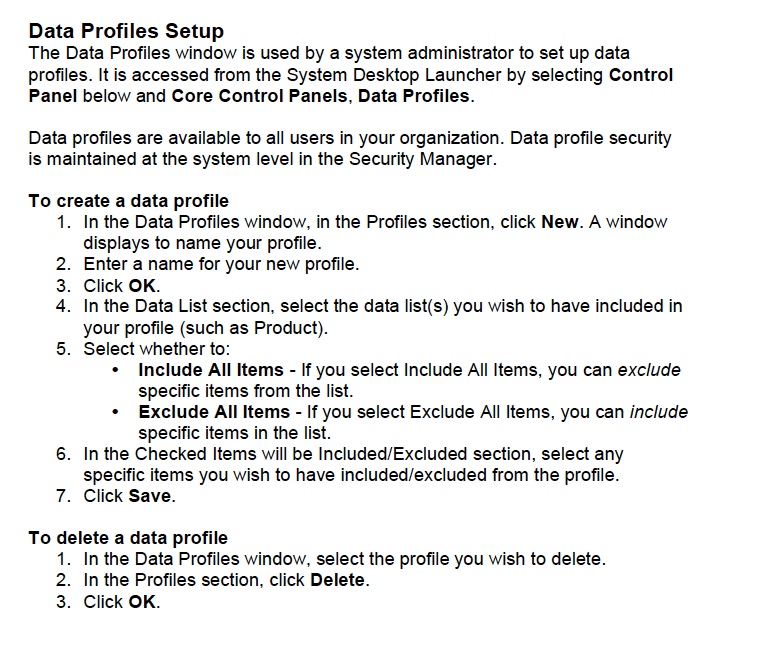 Data Profiles Setup
The Data Profiles window is used by a system administrator to set up data
profiles. It is accessed from the System Desktop Launcher by selecting Control
Panel below and Core Control Panels, Data Profiles.
Data profiles are available to all users in your organization. Data profile security
is maintained at the system level in the Security Manager.
To create a data profile
1. In the Data Profiles window, in the Profiles section, click New. A window
displays to name your profile.
2. Enter a name for your new profile.
3. Click OK.
4. In the Data List section, select the data list(s) you wish to have included in
your profile (such as Product).
5. Select whether to:
• Include All Items - If you select Include All Items, you can exclude
specific items from the list.
• Exclude All Items - If you select Exclude All Items, you can include
specific items in the list.
6. In the Checked Items will be Included/Excluded section, select any
specific items you wish to have included/excluded from the profile.
7. Click Save.
To delete a data profile
1. In the Data Profiles window, select the profile you wish to delete.
2. In the Profiles section, click Delete.
3. Click OK.